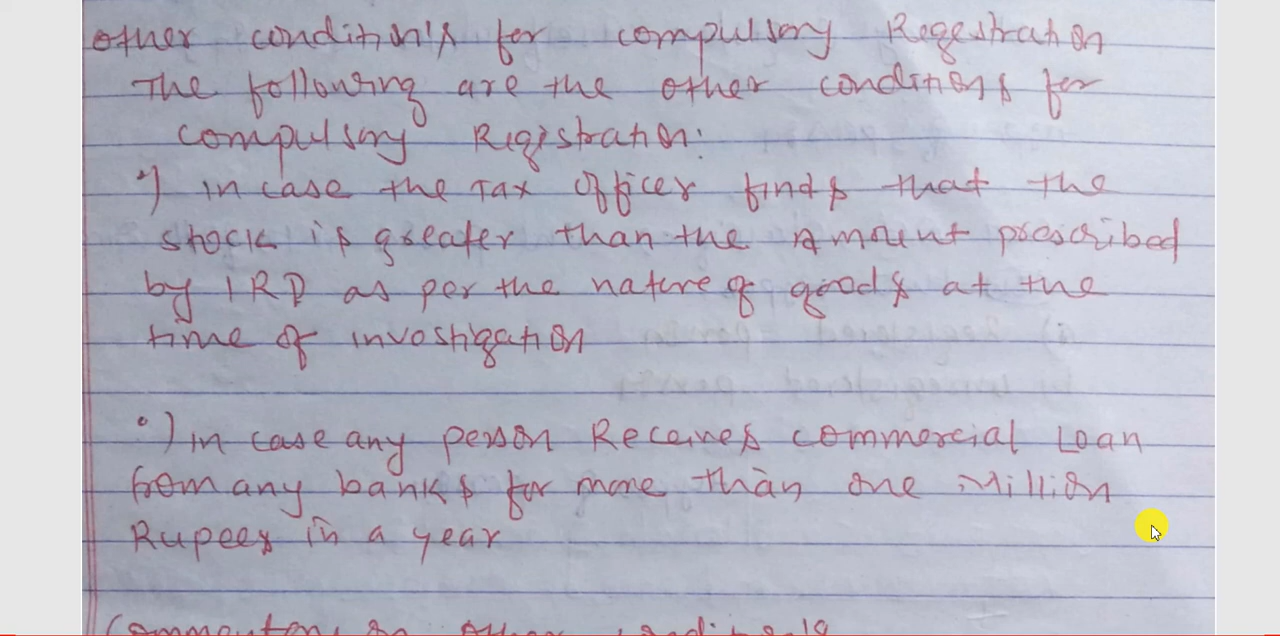 other condition's for compulsory Regestration
The following are the other conditions for
compulsory Registration:
°) in case the Tax Officer finds that the
stock is greater than the Amount prescribed
by IRD as per the nature of goods at the
time of investigation
°) in case any person Receives commercial Loan
from any banks for more than one Million
Rupees in a year